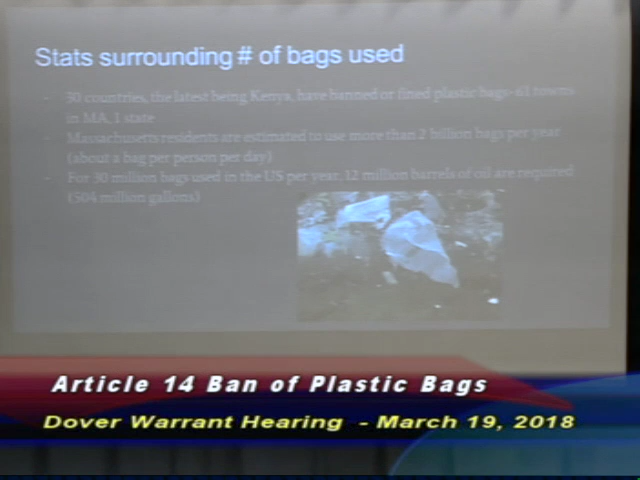 Stats surrounding # of bags used
- 30 countries, the latest being Kenya, have banned or fined plastic bags-61 towns
in MA, 1 state
- Massachusetts residents are estimated to use more than 2 billion bags per year
(about a bag per person per day)
- For 30 million bags used in the US per year, 12 million barrels of oil are required
(504 million gallons)
Article 14 Ban of Plastic Bags
Dover Warrant Hearing - March 19, 2018